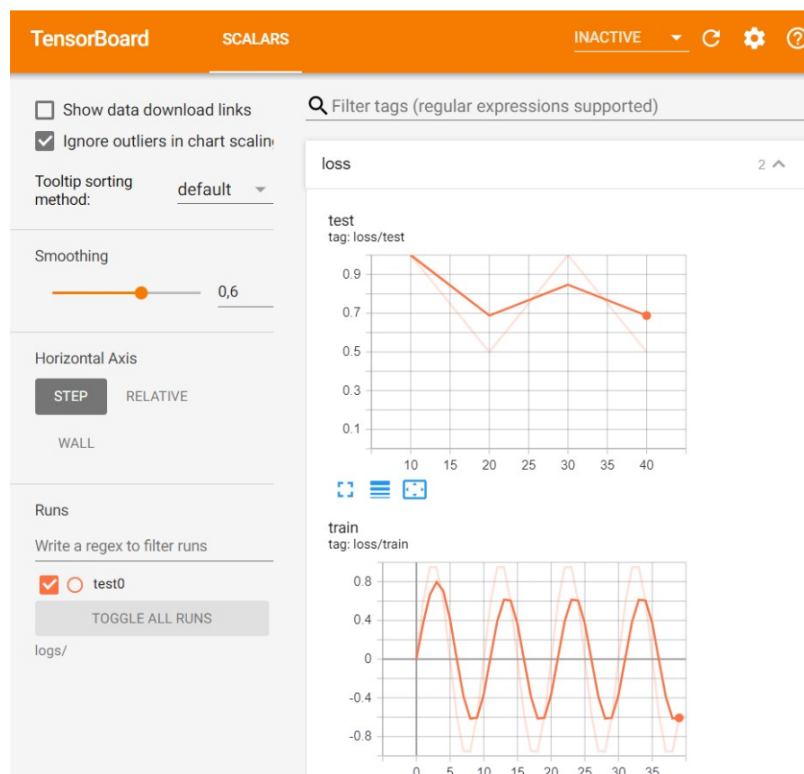 TensorBoard
SCALARS
INACTIVE
Show data download links
Ignore outliers in chart scaling
Tooltip sorting
method:
default
Smoothing
0,6
Horizontal Axis
STEP
RELATIVE
WALL
Runs
Write a regex to filter runs
test0
TOGGLE ALL RUNS
logs/
Filter tags (regular expressions supported)
loss
2
test
tag: loss/test
0.9
0.7
0.5
0.3
0.1
10 15 20 25 30 35 40
train
tag: loss/train
0.8
0.4
0
-0.4
-0.8
0 5 10 15 20 25 30 35